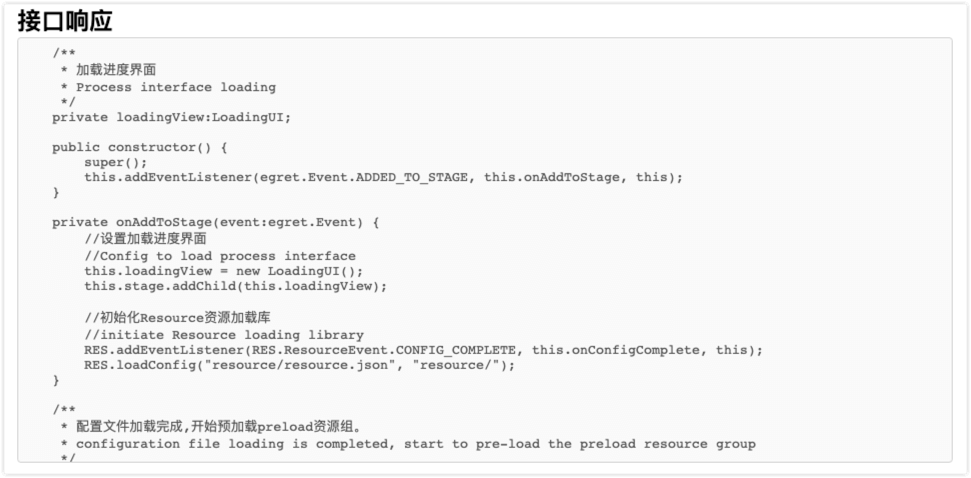 接口响应
/**
 * 加载进度界面
 * Process interface loading
 */
private loadingView:LoadingUI;
public constructor() {
    super();
    this.addEventListener(egret.Event.ADDED_TO_STAGE, this.onAddToStage, this);
}
private onAddToStage(event:egret.Event) {
    //设置加载进度界面
    //Config to load process interface
    this.loadingView = new LoadingUI();
    this.stage.addChild(this.loadingView);
    //初始化Resource资源加载库
    //initiate Resource loading library
    RES.addEventListener(RES.ResourceEvent.CONFIG_COMPLETE, this.onConfigComplete, this);
    RES.loadConfig("resource/resource.json", "resource/");
}
/**
 * 配置文件加载完成,开始预加载preload资源组。
 * configuration file loading is completed, start to pre-load the preload resource group
 */